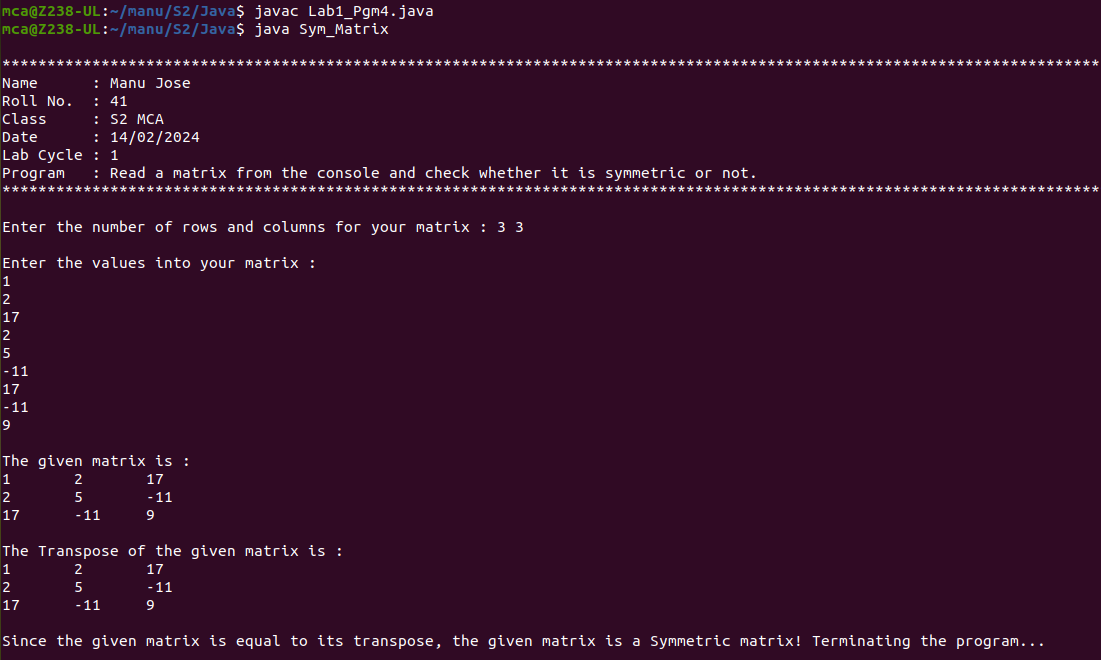 mca@Z238-UL:~/manu/S2/Java$ javac Lab1_Pgm4.java
mca@Z238-UL:~/manu/S2/Java$ java Sym_Matrix
**************************************************************************************************************************
Name      : Manu Jose
Roll No.  : 41
Class     : S2 MCA
Date      : 14/02/2024
Lab Cycle : 1
Program   : Read a matrix from the console and check whether it is symmetric or not.
**************************************************************************************************************************
Enter the number of rows and columns for your matrix : 3 3
Enter the values into your matrix :
1
2
17
2
5
-11
17
-11
9
The given matrix is :
1       2       17
2       5       -11
17      -11     9
The Transpose of the given matrix is :
1       2       17
2       5       -11
17      -11     9
Since the given matrix is equal to its transpose, the given matrix is a Symmetric matrix! Terminating the program...